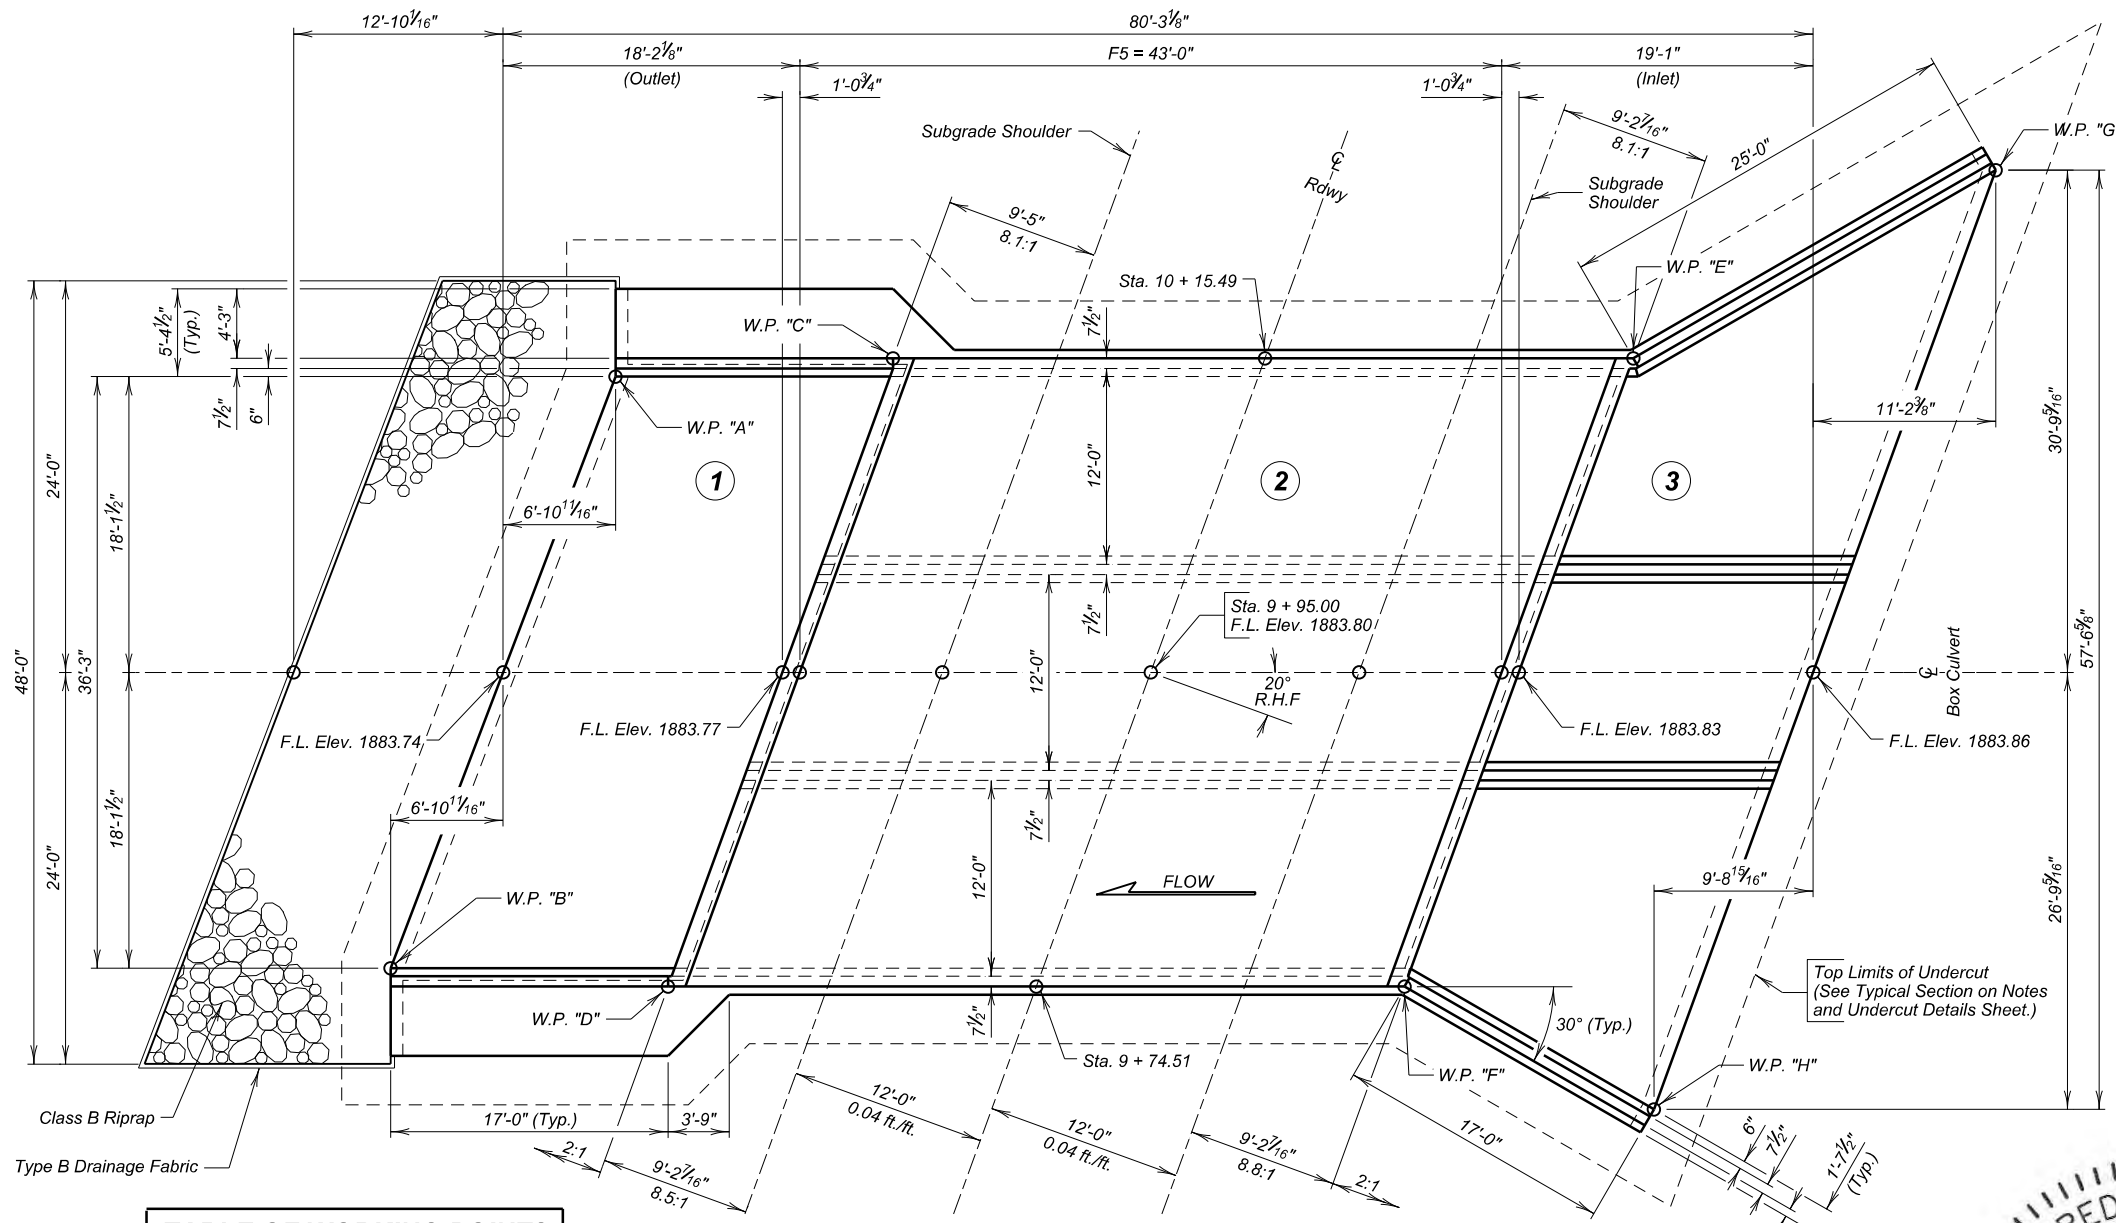 12'-10 1/16"
80'-3 1/8"
18'-2 1/8"
(Outlet)
F5 = 43'-0"
19'-1"
(Inlet)
1'-0 3/4"
1'-0 3/4"
Subgrade Shoulder
9'-2 7/16"
8.1:1
25'-0"
W.P. "G
℄
Rdwy
Subgrade
Shoulder
9'-5"
8.1:1
Sta. 10 + 15.49
W.P. "E"
5'-4 1/2"
(Typ.)
4'-3"
7 1/2"
6"
W.P. "C"
7 1/2"
W.P. "A"
11'-2 3/8"
30'-9 5/16"
24'-0"
18'-1 1/2"
1
2
3
12'-0"
6'-10 11/16"
7 1/2"
Sta. 9 + 95.00
F.L. Elev. 1883.80
48'-0"
36'-3"
12'-0"
20°
R.H.F
℄
Box Culvert
57'-6 5/8"
F.L. Elev. 1883.74
F.L. Elev. 1883.77
F.L. Elev. 1883.83
F.L. Elev. 1883.86
18'-1 1/2"
24'-0"
6'-10 11/16"
7 1/2"
12'-0"
FLOW
9'-8 15/16"
26'-9 5/16"
W.P. "B"
W.P. "D"
7 1/2"
30° (Typ.)
Top Limits of Undercut
(See Typical Section on Notes
and Undercut Details Sheet.)
Sta. 9 + 74.51
W.P. "F"
W.P. "H"
Class B Riprap
17'-0" (Typ.)
3'-9"
12'-0"
0.04 ft./ft.
12'-0"
0.04 ft./ft.
17'-0"
6"
7 1/2"
1'-7 1/2"
(Typ.)
Type B Drainage Fabric
2:1
9'-2 7/16"
8.5:1
9'-2 7/16"
8.8:1
2:1
RED